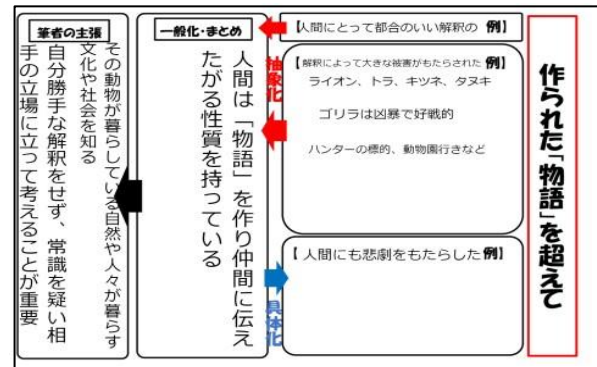 作られた「物語」を超えて
【人間にとって都合のいい解釈の 例】
【解釈によって大きな被害がもたらされた 例】
ライオン、トラ、キツネ、タヌキ
ゴリラは凶暴で好戦的
ハンターの標的、動物園行きなど
【 人間にも悲劇をもたらした 例】
抽象化
具体化
一般化・まとめ
人間は「物語」を作り仲間に伝え
たがる性質を持っている
筆者の主張
その動物が暮らしている自然や人々が暮らす
文化や社会を知る
自分勝手な解釈をせず、常識を疑い相
手の立場に立って考えることが重要